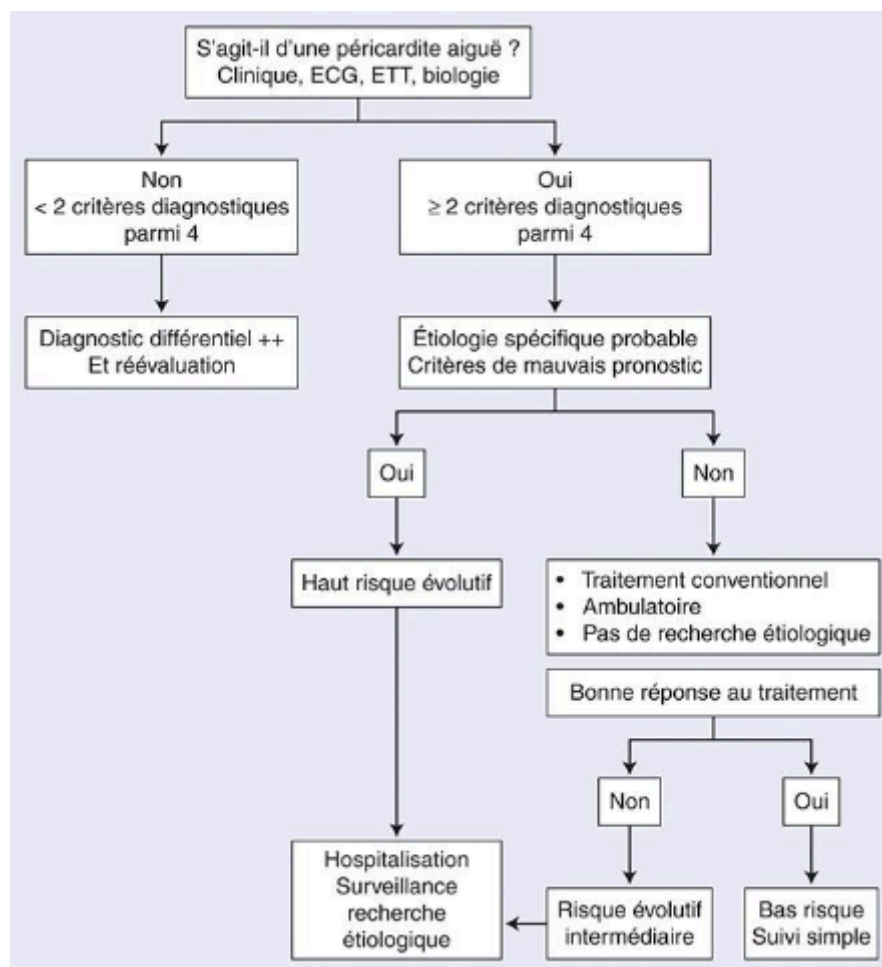 S'agit-il d'une péricardite aiguë ?
Clinique, ECG, ETT, biologie
Non
< 2 critères diagnostiques
parmi 4
Oui
≥ 2 critères diagnostiques
parmi 4
Diagnostic différentiel ++
Et réévaluation
Étiologie spécifique probable
Critères de mauvais pronostic
Oui
Non
Haut risque évolutif
• Traitement conventionnel
• Ambulatoire
• Pas de recherche étiologique
Bonne réponse au traitement
Non
Oui
Hospitalisation
Surveillance
recherche
étiologique
Risque évolutif
intermédiaire
Bas risque
Suivi simple